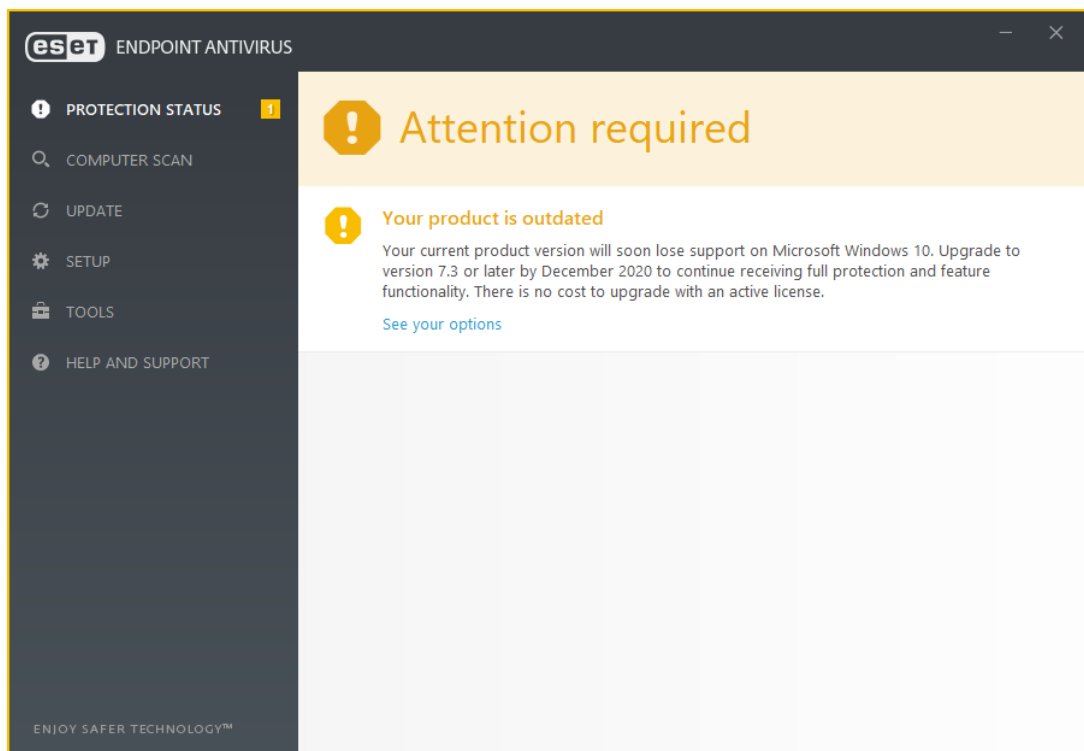 eset ENDPOINT ANTIVIRUS
PROTECTION STATUS 1
COMPUTER SCAN
UPDATE
SETUP
TOOLS
HELP AND SUPPORT
ENJOY SAFER TECHNOLOGY™
Attention required
Your product is outdated
Your current product version will soon lose support on Microsoft Windows 10. Upgrade to
version 7.3 or later by December 2020 to continue receiving full protection and feature
functionality. There is no cost to upgrade with an active license.
See your options